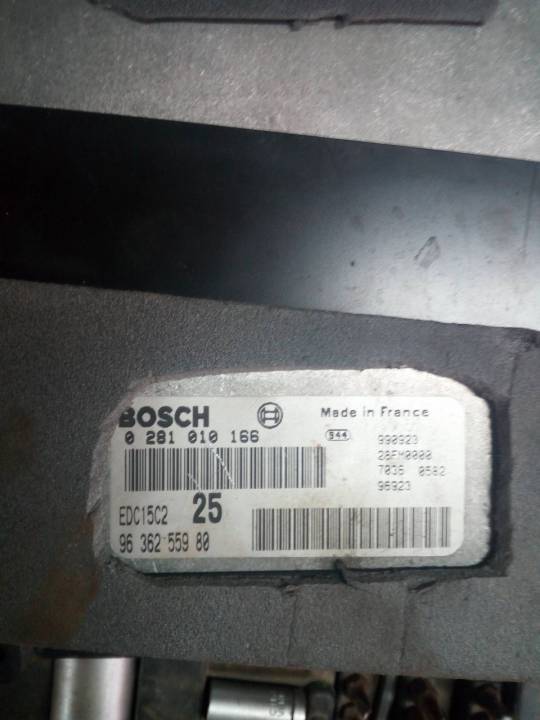 BOSCH
Made in France
0 281 010 166
544
990923
28FM0000
7036 0582
96923
EDC15C2 25
96 362 559 80